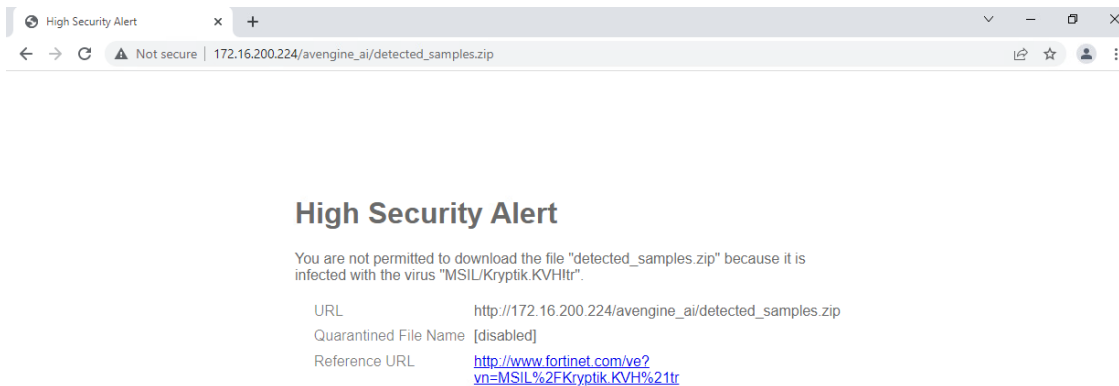 High Security Alert
Not secure | 172.16.200.224/avengine_ai/detected_samples.zip
High Security Alert
You are not permitted to download the file "detected_samples.zip" because it is
infected with the virus "MSIL/Kryptik.KVH!tr".
URL http://172.16.200.224/avengine_ai/detected_samples.zip
Quarantined File Name [disabled]
Reference URL http://www.fortinet.com/ve?
vn=MSIL%2FKryptik.KVH%21tr